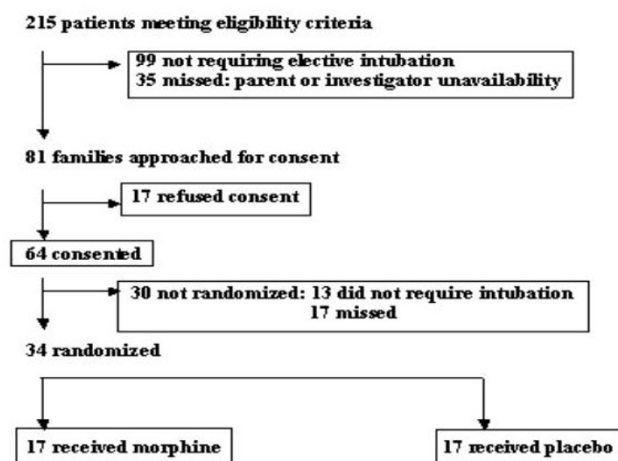 215 patients meeting eligibility criteria
99 not requiring elective intubation
35 missed: parent or investigator unavailability
81 families approached for consent
17 refused consent
64 consented
30 not randomized: 13 did not require intubation
17 missed
34 randomized
17 received morphine
17 received placebo